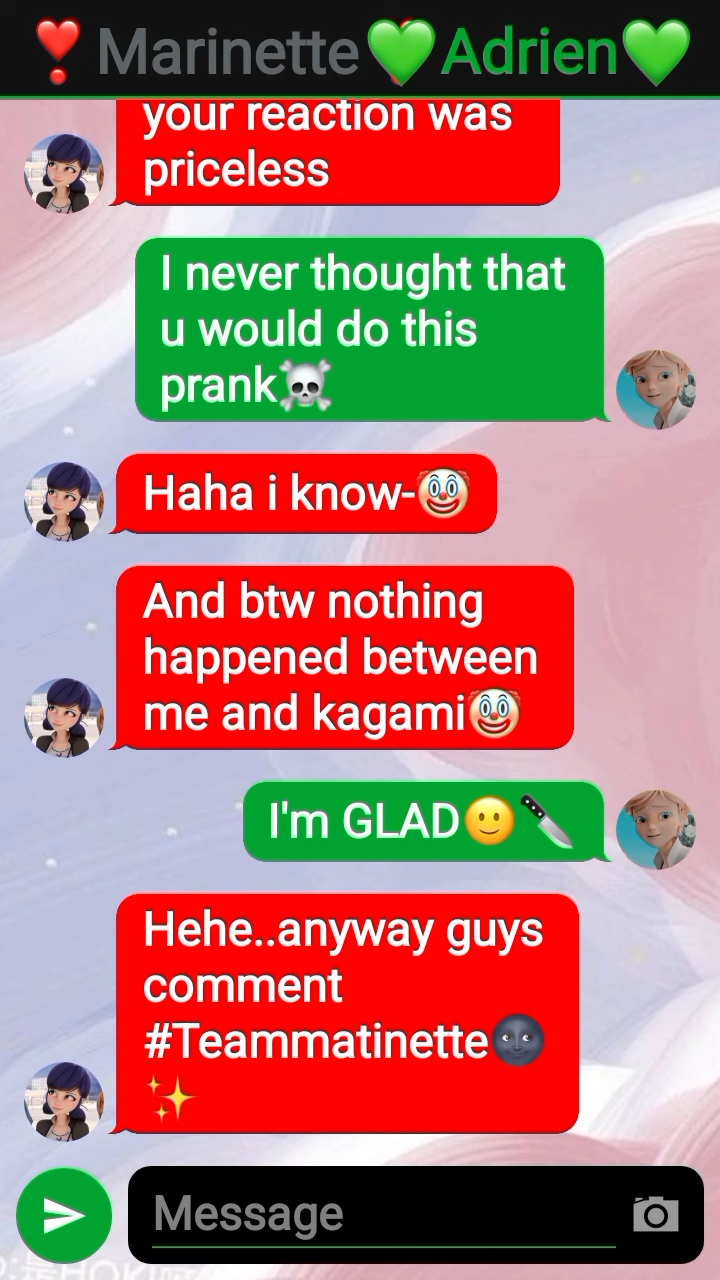 ❣️Marinette💚Adrien💚
your reaction was
priceless
I never thought that
u would do this
prank☠️
Haha i know-🤡
And btw nothing
happened between
me and kagami🤡
I'm GLAD🙂🔪
Hehe..anyway guys
comment
#Teammatinette🌚
✨
Message